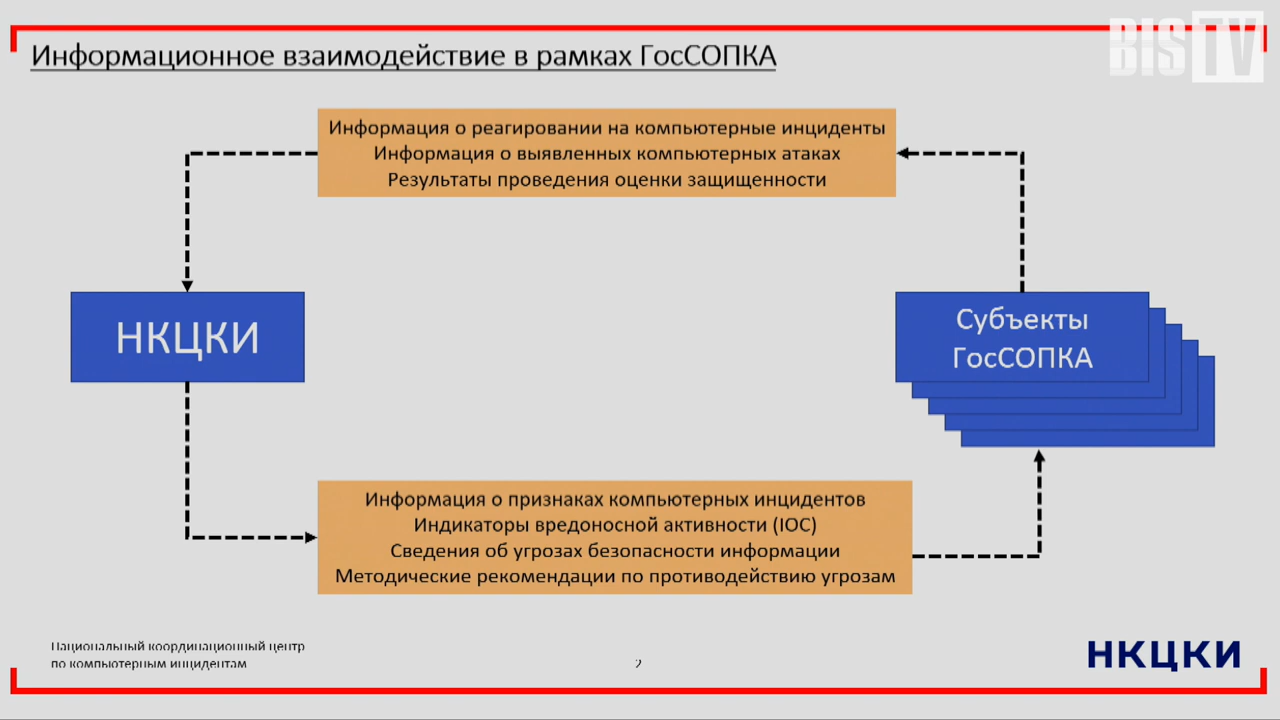 BIS TV
Информационное взаимодействие в рамках ГосСОПКА
Информация о реагировании на компьютерные инциденты
Информация о выявленных компьютерных атаках
Результаты проведения оценки защищенности
НКЦКИ
Субъекты
ГосСОПКА
Информация о признаках компьютерных инцидентов
Индикаторы вредоносной активности (IOC)
Сведения об угрозах безопасности информации
Методические рекомендации по противодействию угрозам
Национальный координационный центр
по компьютерным инцидентам
2
НКЦКИ